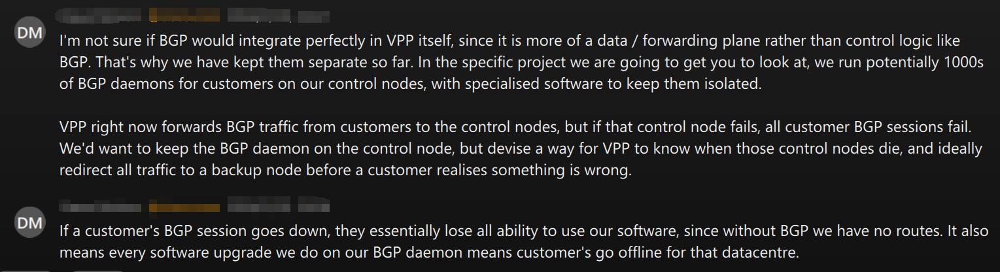 DM
I'm not sure if BGP would integrate perfectly in VPP itself, since it is more of a data / forwarding plane rather than control logic like
BGP. That's why we have kept them separate so far. In the specific project we are going to get you to look at, we run potentially 1000s
of BGP daemons for customers on our control nodes, with specialised software to keep them isolated.
VPP right now forwards BGP traffic from customers to the control nodes, but if that control node fails, all customer BGP sessions fail.
We'd want to keep the BGP daemon on the control node, but devise a way for VPP to know when those control nodes die, and ideally
redirect all traffic to a backup node before a customer realises something is wrong.
DM
If a customer's BGP session goes down, they essentially lose all ability to use our software, since without BGP we have no routes. It also
means every software upgrade we do on our BGP daemon means customer's go offline for that datacentre.